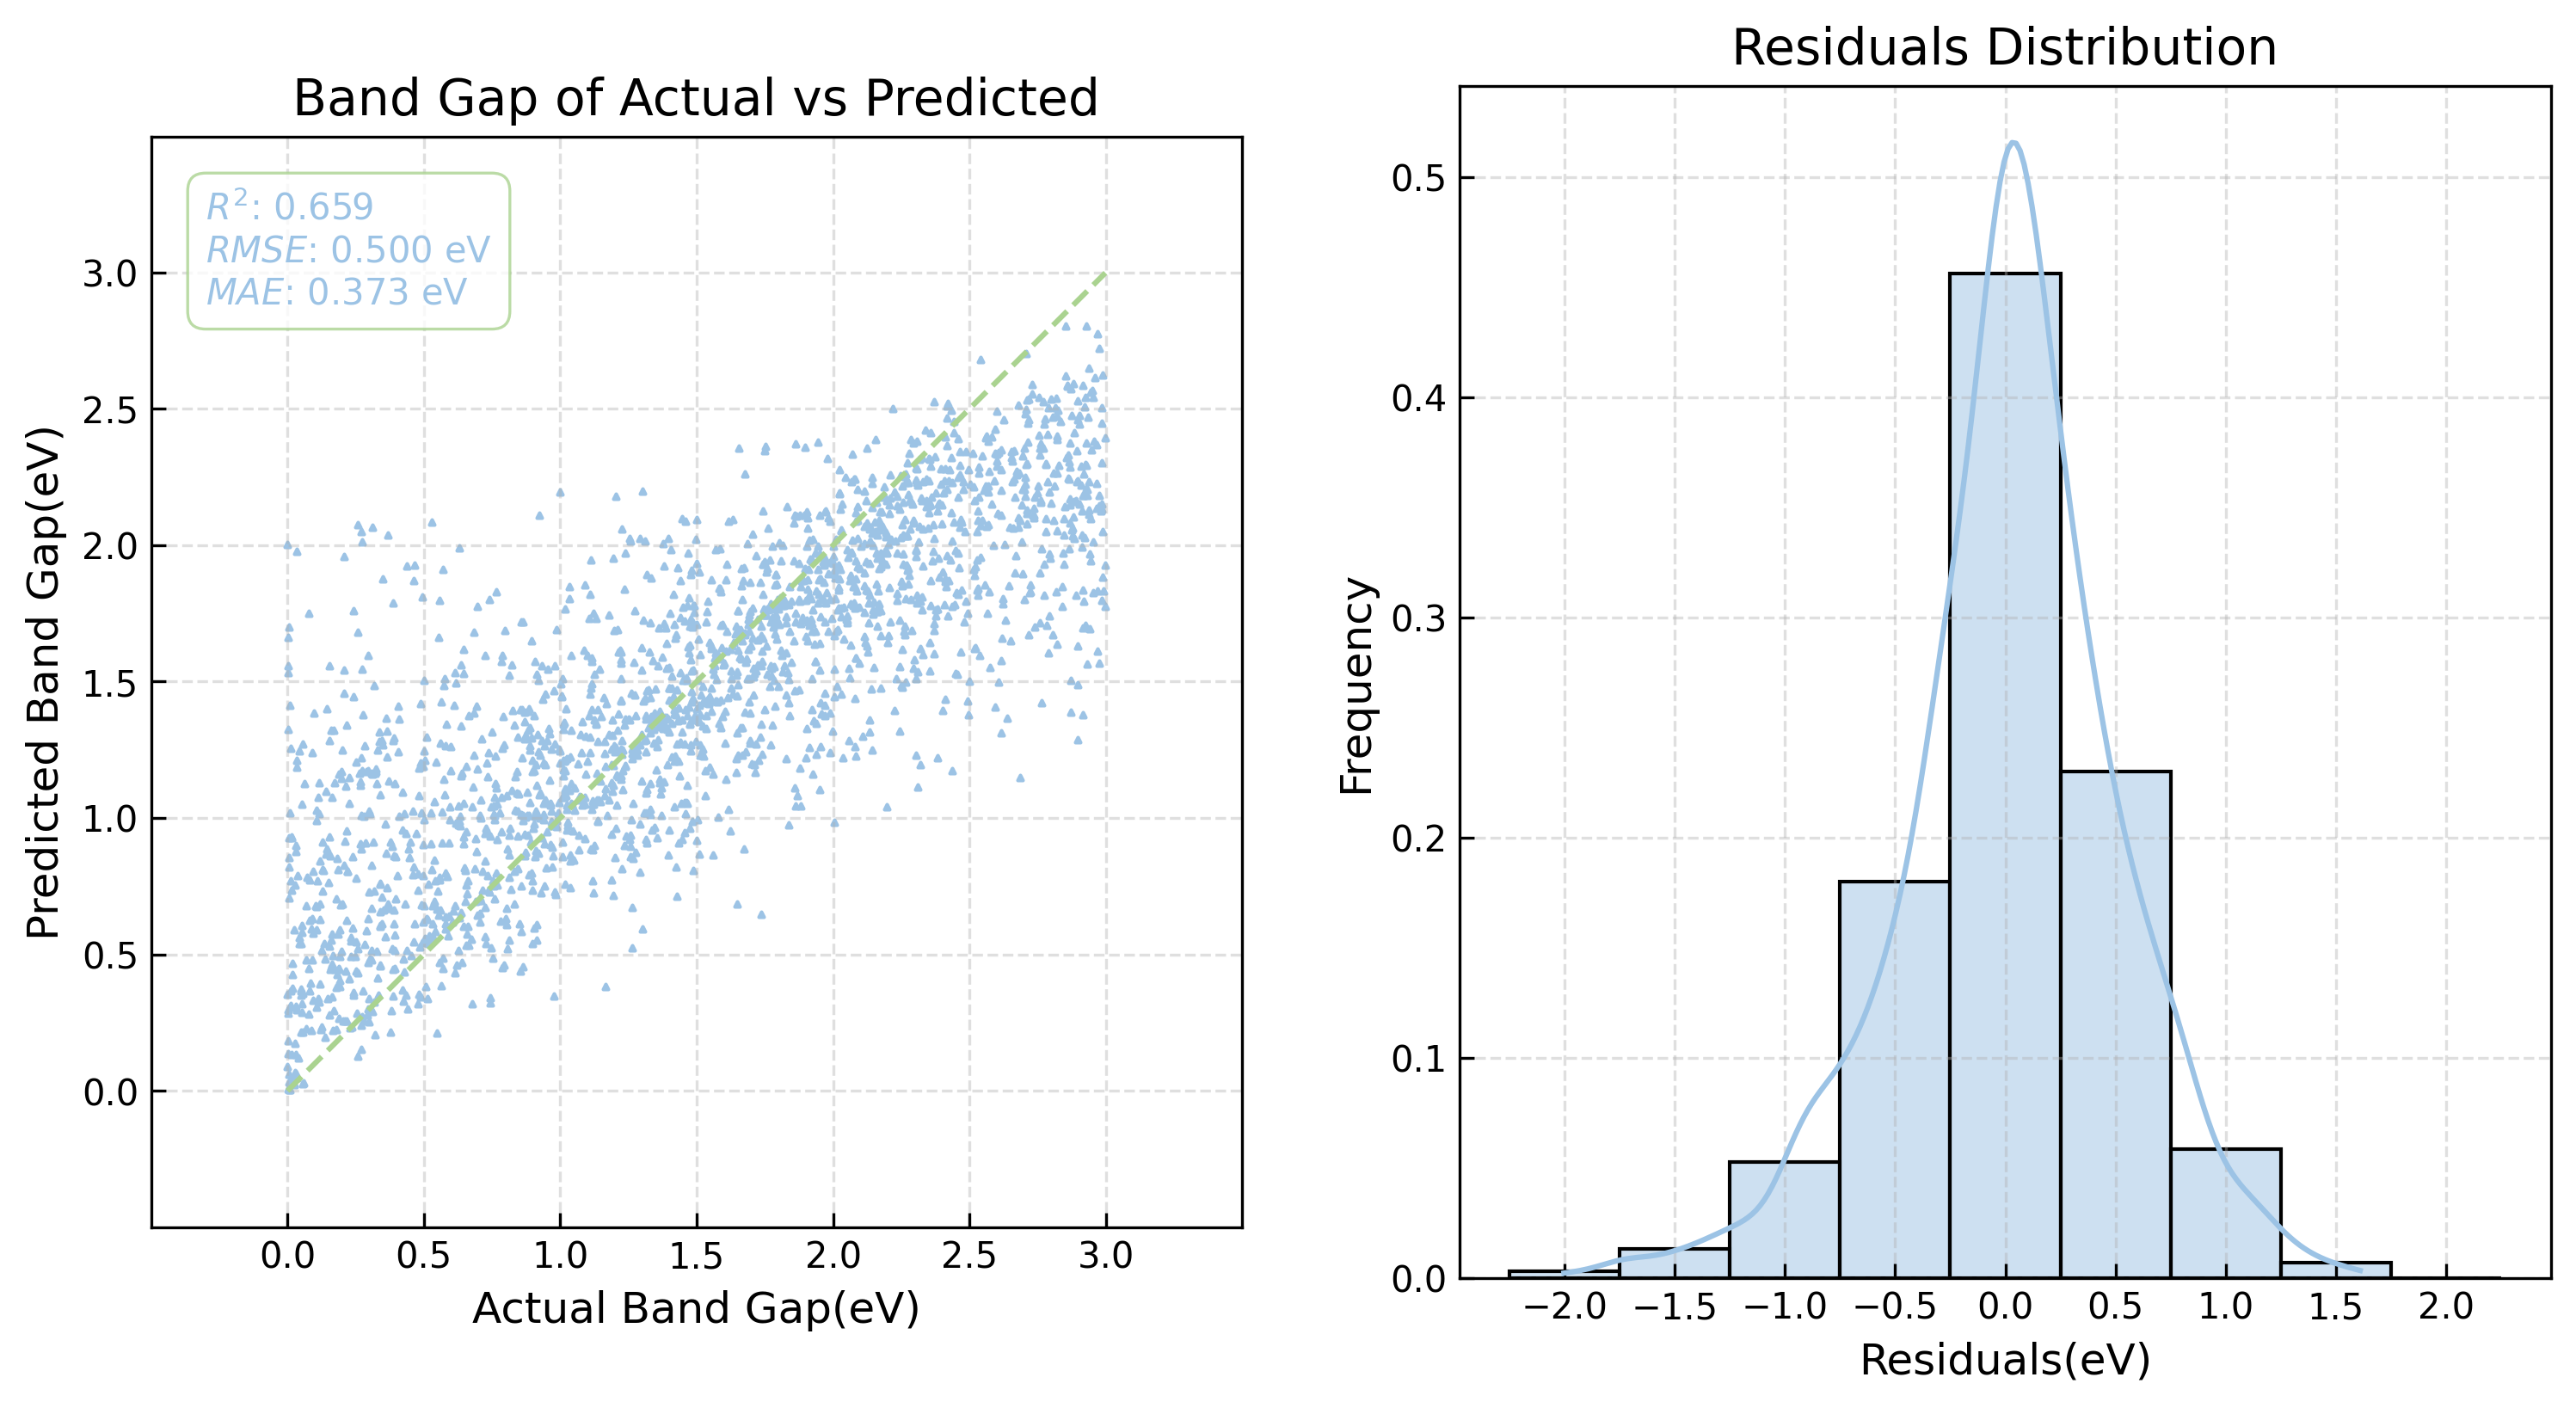 Band Gap of Actual vs Predicted
R²: 0.659
RMSE: 0.500 eV
MAE: 0.373 eV
Predicted Band Gap(eV)
3.0
2.5
2.0
1.5
1.0
0.5
0.0
0.0 0.5 1.0 1.5 2.0 2.5 3.0
Actual Band Gap(eV)
Residuals Distribution
Frequency
0.5
0.4
0.3
0.2
0.1
0.0
−2.0 −1.5 −1.0 −0.5 0.0 0.5 1.0 1.5 2.0
Residuals(eV)